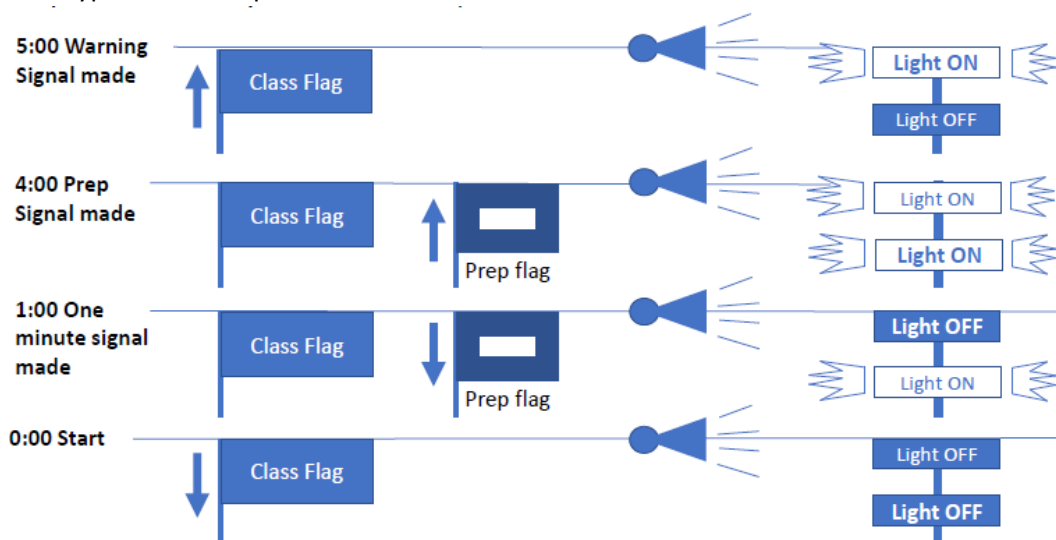 5:00 Warning
Signal made
Class Flag
Light ON
Light OFF
4:00 Prep
Signal made
Class Flag
Prep flag
Light ON
Light ON
1:00 One
minute signal
made
Class Flag
Prep flag
Light OFF
Light ON
0:00 Start
Class Flag
Light OFF
Light OFF